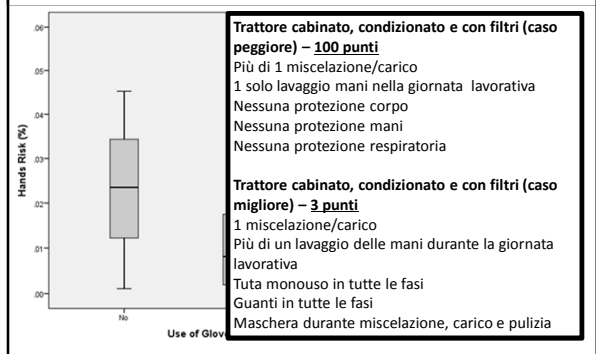 .06
.05
.04
.03
.02
.01
.00
Hands Risk (%)
No
Use of Glov
Trattore cabinato, condizionato e con filtri (caso
peggiore) – 100 punti
Più di 1 miscelazione/carico
1 solo lavaggio mani nella giornata lavorativa
Nessuna protezione corpo
Nessuna protezione mani
Nessuna protezione respiratoria
Trattore cabinato, condizionato e con filtri (caso
migliore) – 3 punti
1 miscelazione/carico
Più di un lavaggio delle mani durante la giornata
lavorativa
Tuta monouso in tutte le fasi
Guanti in tutte le fasi
Maschera durante miscelazione, carico e pulizia